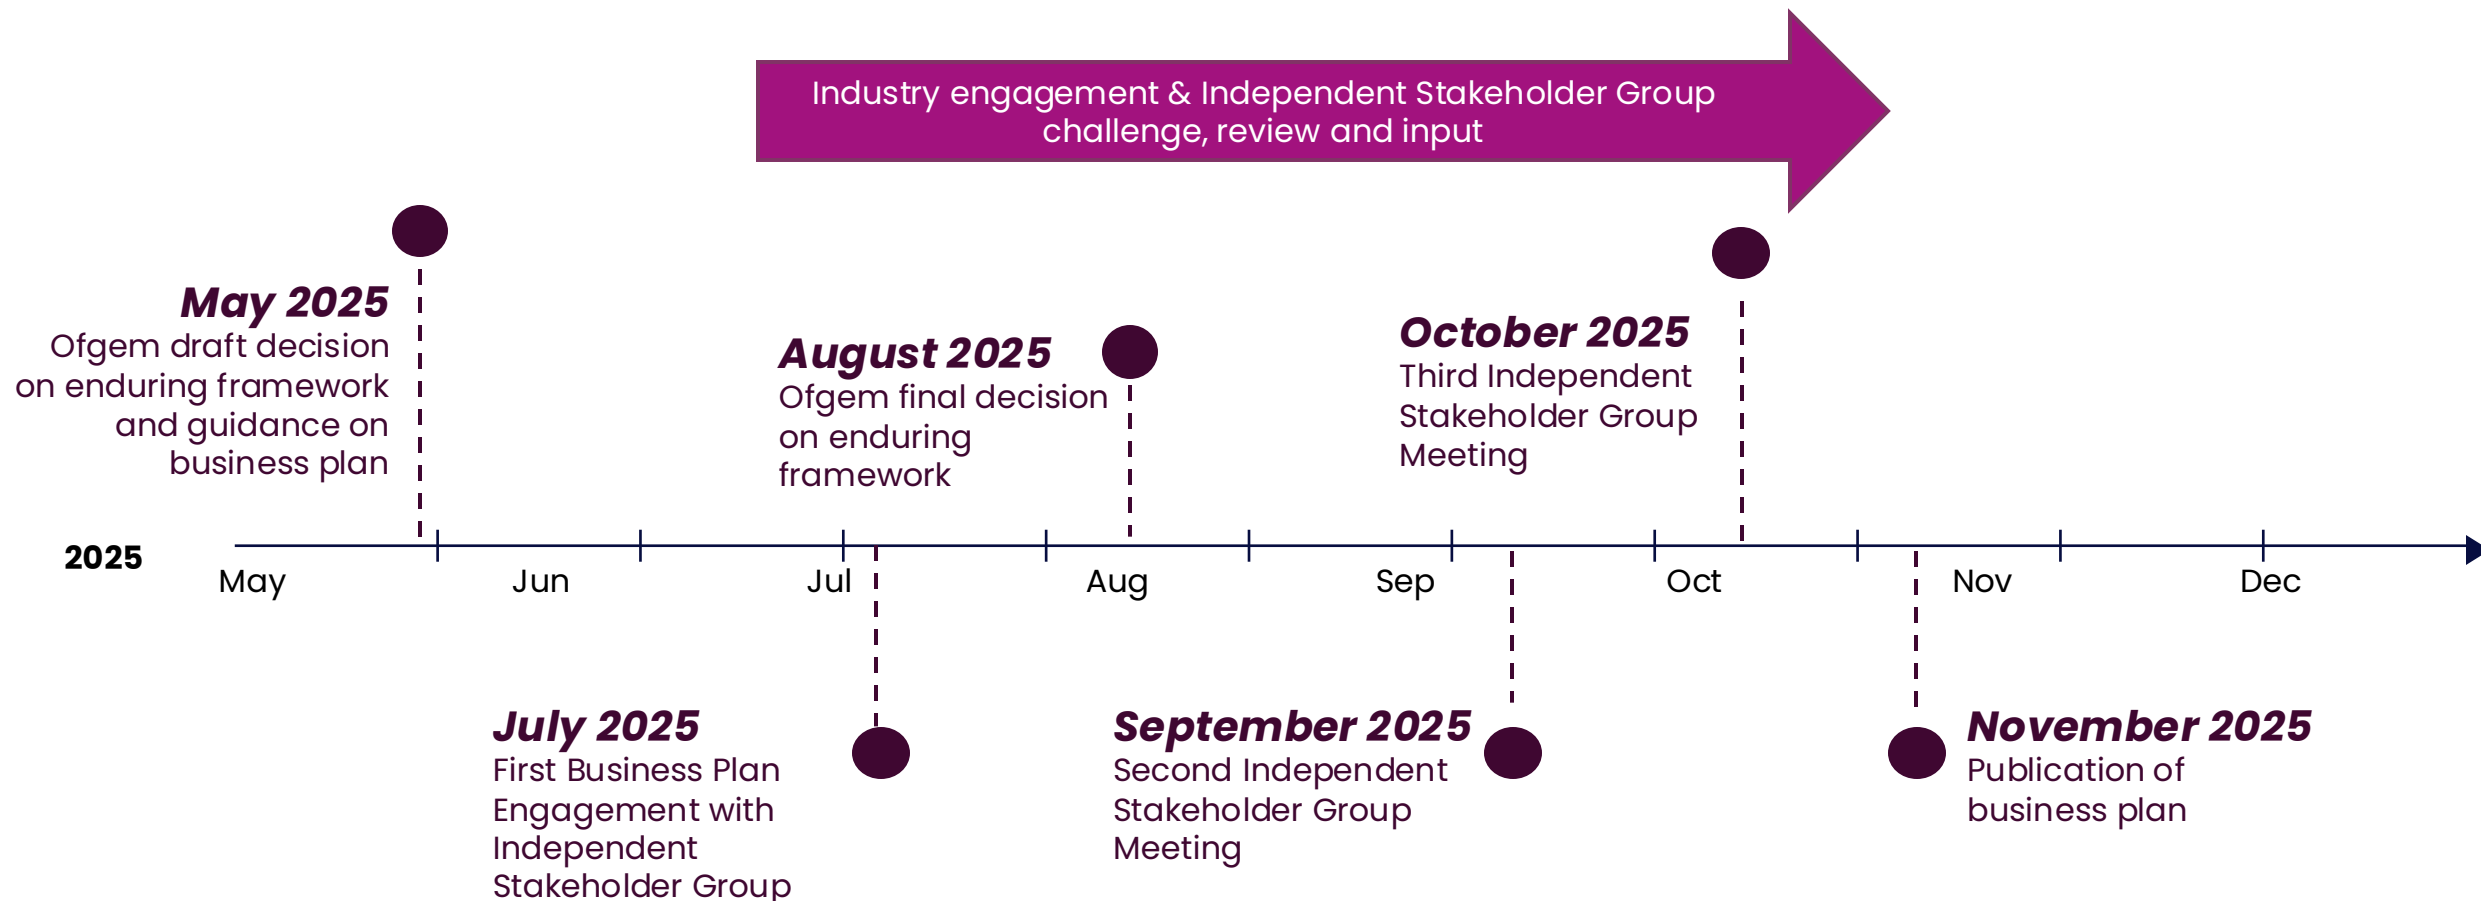 Industry engagement & Independent Stakeholder Group
challenge, review and input
May 2025
Ofgem draft decision
on enduring framework
and guidance on
business plan
August 2025
Ofgem final decision
on enduring
framework
October 2025
Third Independent
Stakeholder Group
Meeting
2025
May
Jun
Jul
Aug
Sep
Oct
Nov
Dec
July 2025
First Business Plan
Engagement with
Independent
Stakeholder Group
September 2025
Second Independent
Stakeholder Group
Meeting
November 2025
Publication of
business plan